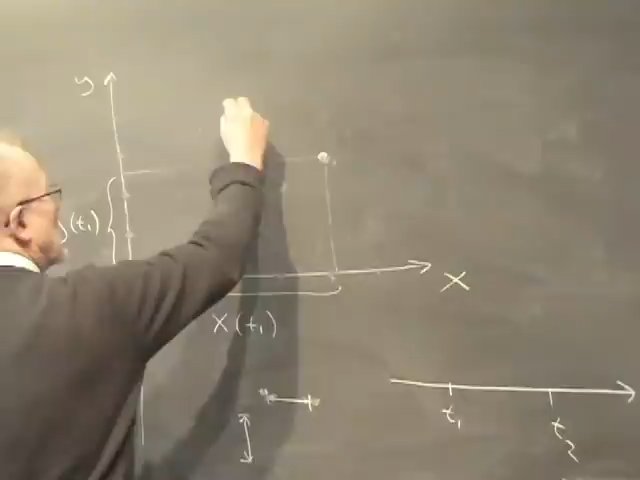 y
y(t₁)
x
x(t₁)
t₁
t₂